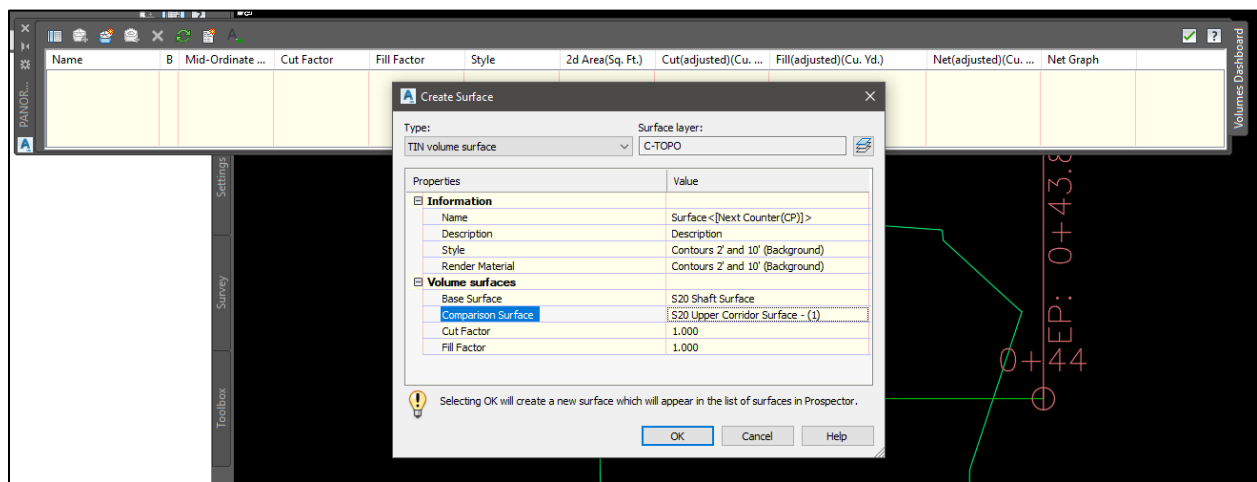 Name B Mid-Ordinate ... Cut Factor Fill Factor Style 2d Area(Sq. Ft.) Cut(adjusted)(Cu. ... Fill(adjusted)(Cu. Yd.) Net(adjusted)(Cu. ... Net Graph
PANOR...
Volumes Dashboard
Create Surface
Type: Surface layer:
TIN volume surface C-TOPO
Properties Value
Information
Name Surface<[Next Counter(CP)]>
Description Description
Style Contours 2' and 10' (Background)
Render Material Contours 2' and 10' (Background)
Volume surfaces
Base Surface S20 Shaft Surface
Comparison Surface S20 Upper Corridor Surface - (1)
Cut Factor 1.000
Fill Factor 1.000
Selecting OK will create a new surface which will appear in the list of surfaces in Prospector.
OK Cancel Help
Settings
Survey
Toolbox
EP: 0+43.8
0+44